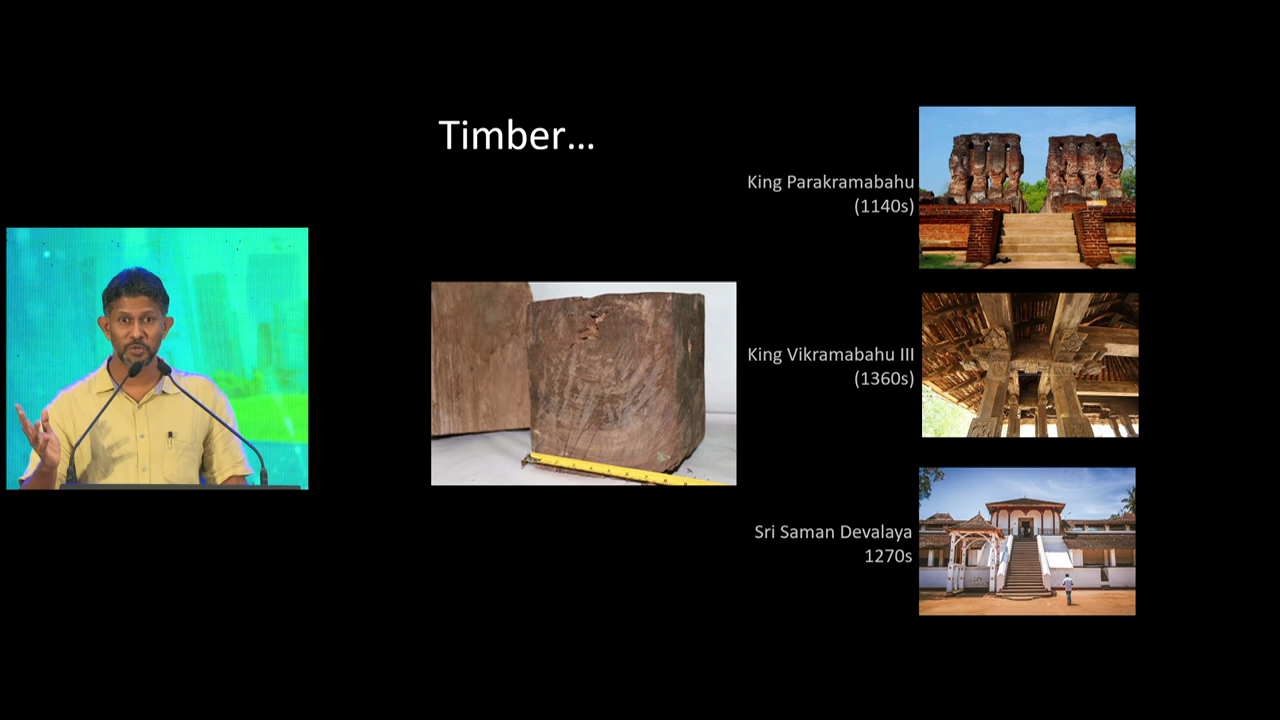 Timber...
King Parakramabahu
(1140s)
King Vikramabahu III
(1360s)
Sri Saman Devalaya
1270s